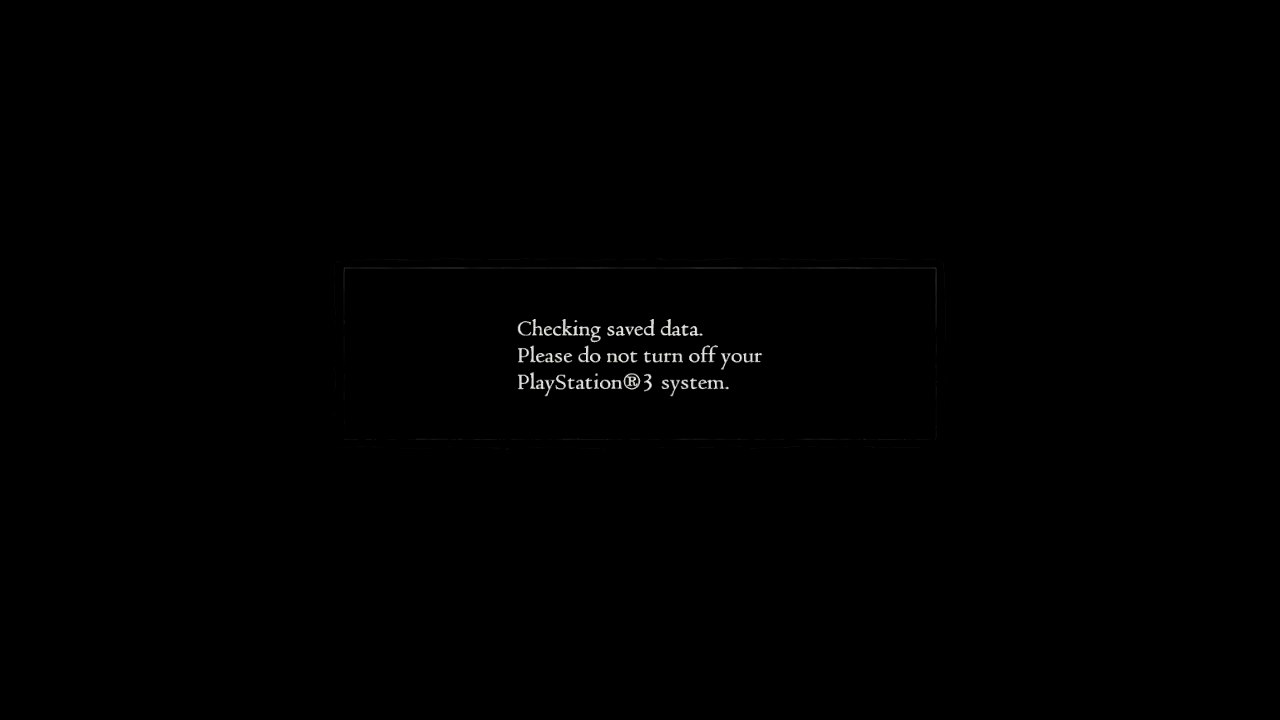 Checking saved data.
Please do not turn off your
PlayStation®3 system.